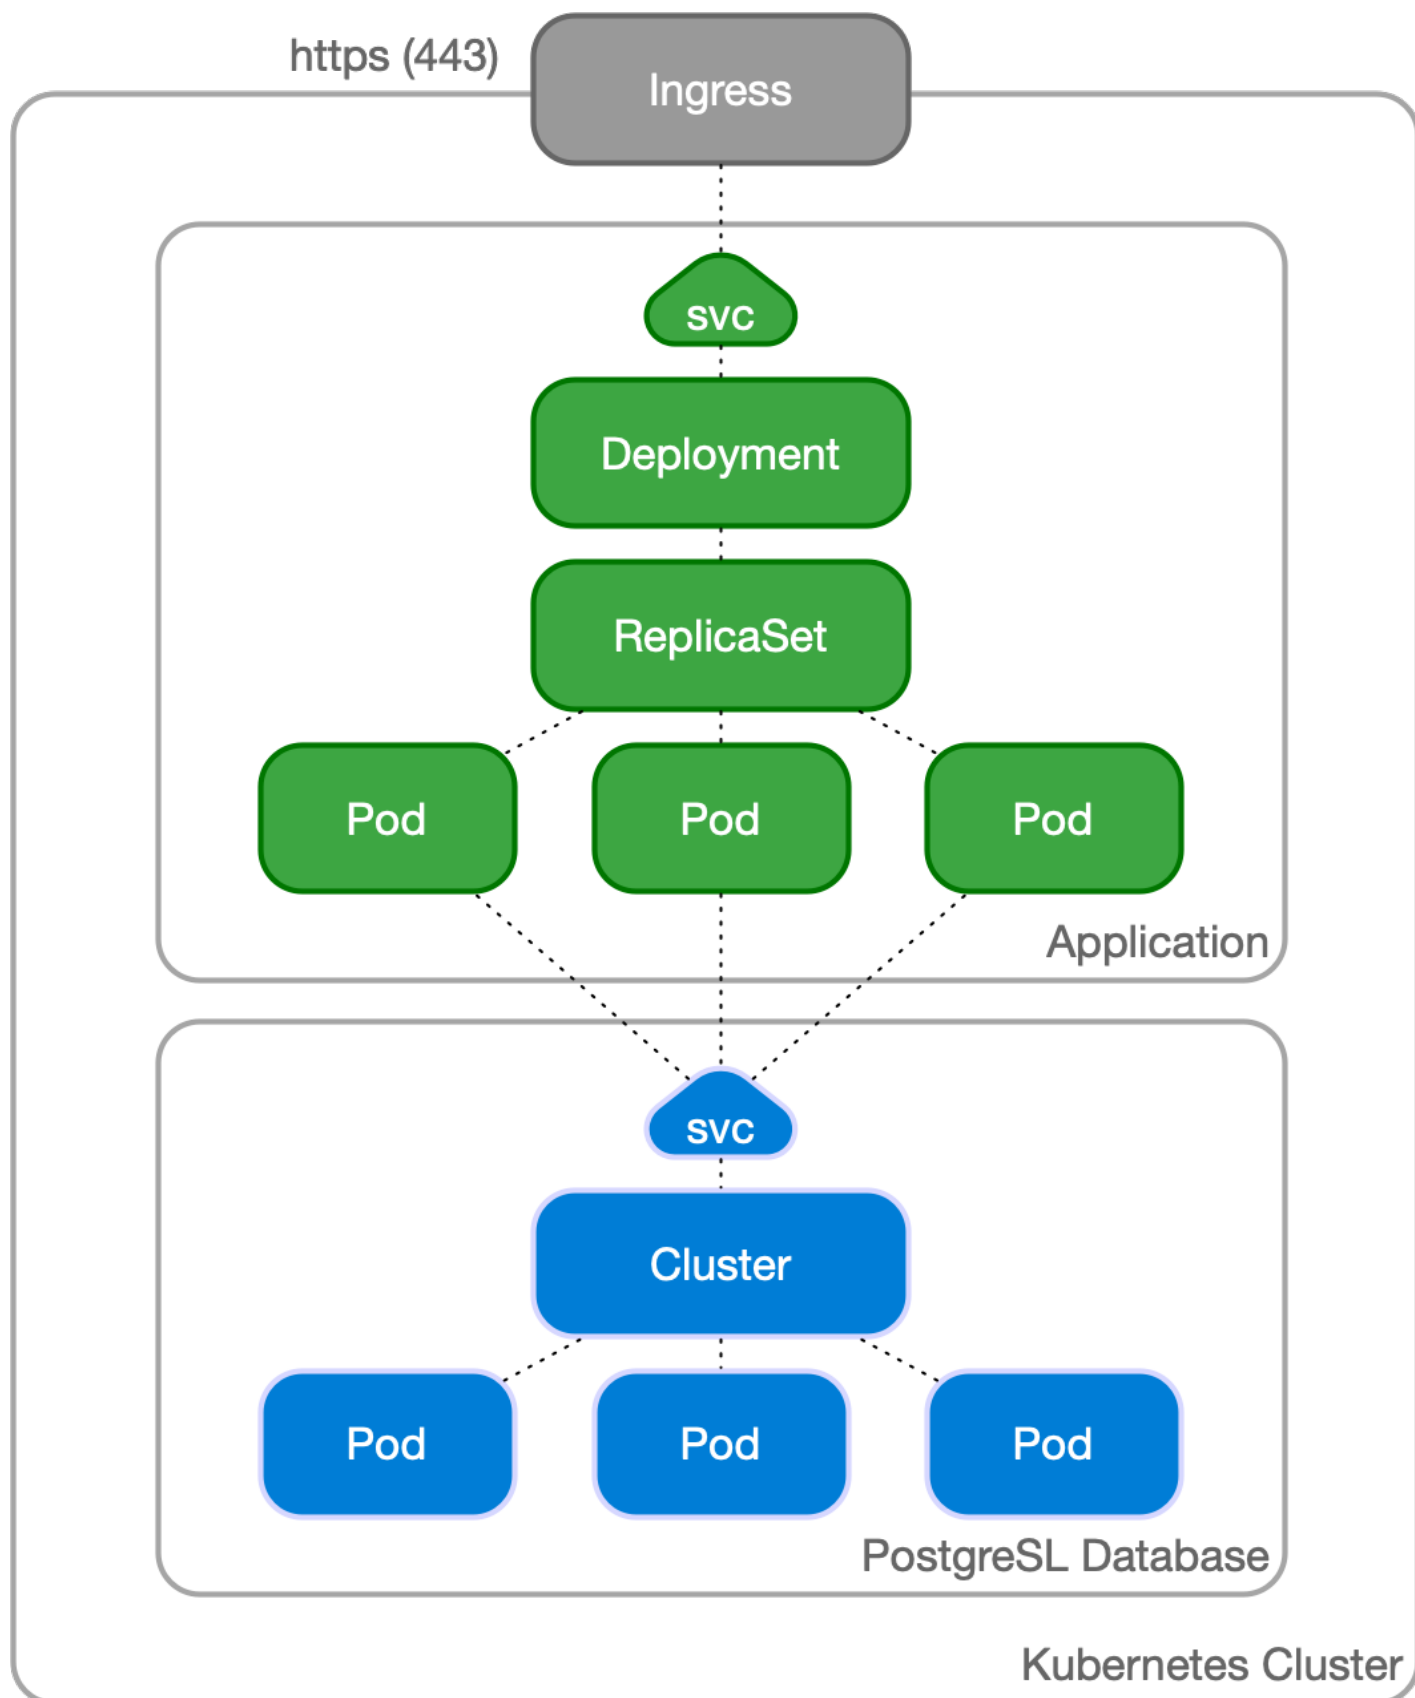 https (443)
Ingress
svc
Deployment
ReplicaSet
Pod
Pod
Pod
Application
svc
Cluster
Pod
Pod
Pod
PostgreSL Database
Kubernetes Cluster